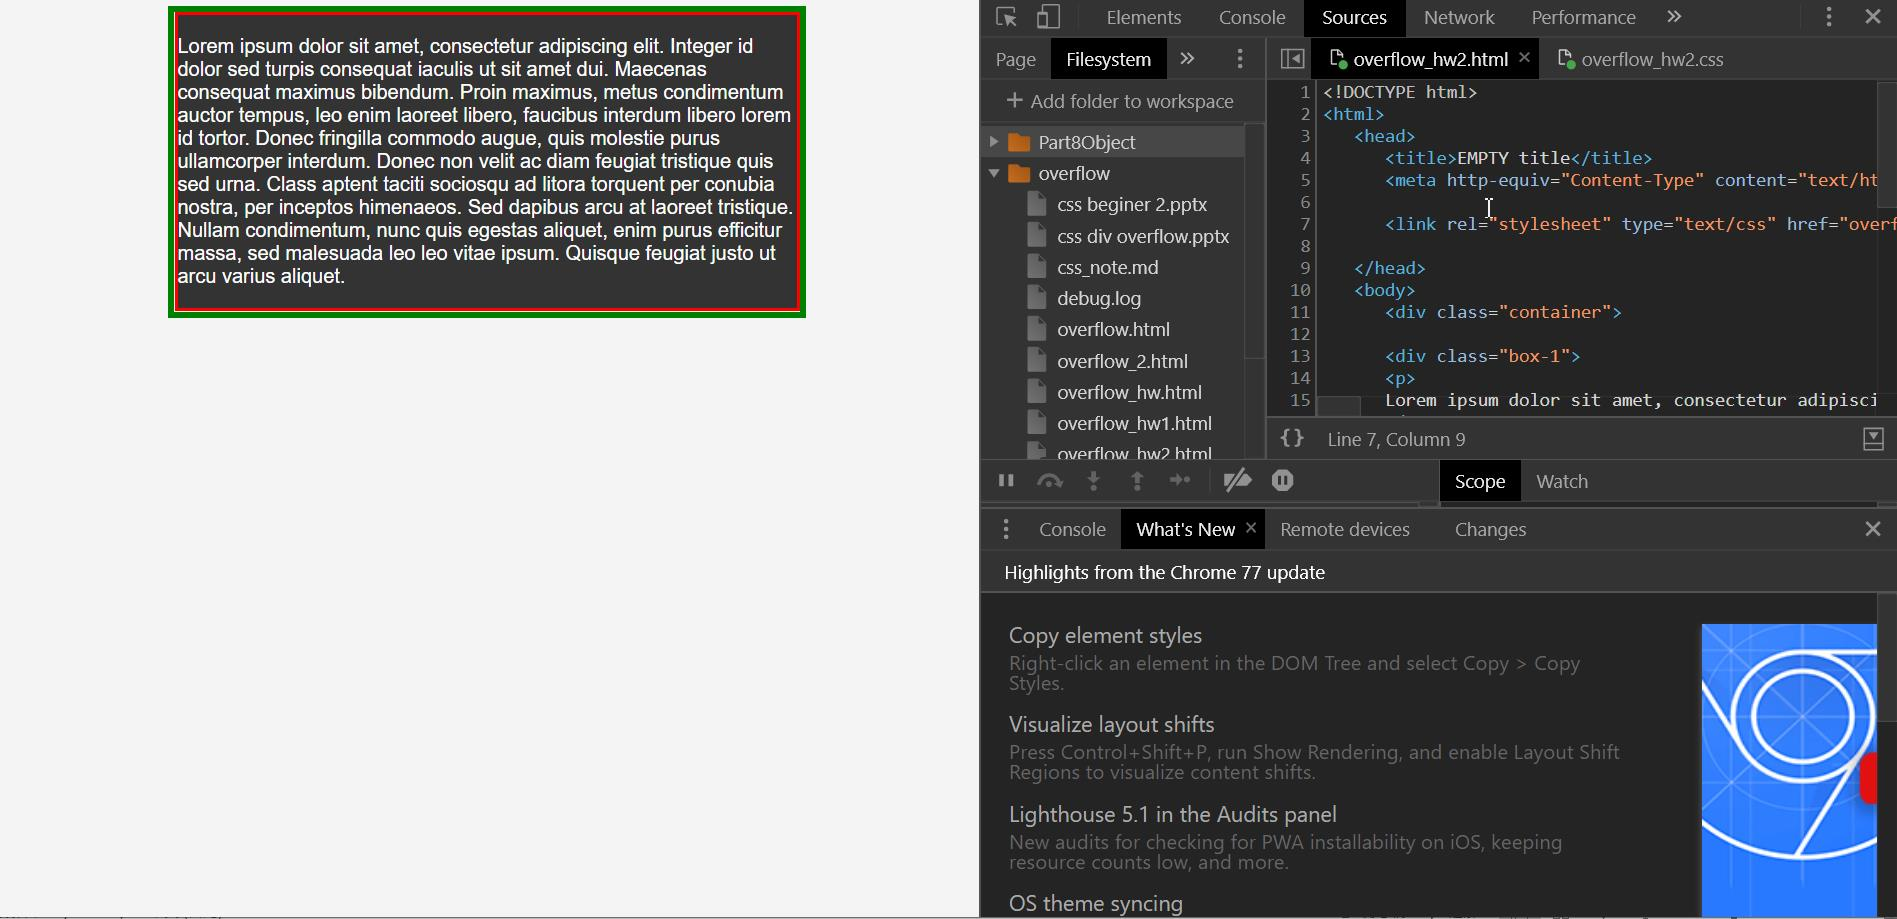 Lorem ipsum dolor sit amet, consectetur adipiscing elit. Integer id
dolor sed turpis consequat iaculis ut sit amet dui. Maecenas
consequat maximus bibendum. Proin maximus, metus condimentum
auctor tempus, leo enim laoreet libero, faucibus interdum libero lorem
id tortor. Donec fringilla commodo augue, quis molestie purus
ullamcorper interdum. Donec non velit ac diam feugiat tristique quis
sed urna. Class aptent taciti sociosqu ad litora torquent per conubia
nostra, per inceptos himenaeos. Sed dapibus arcu at laoreet tristique.
Nullam condimentum, nunc quis egestas aliquet, enim purus efficitur
massa, sed malesuada leo leo vitae ipsum. Quisque feugiat justo ut
arcu varius aliquet.
Elements Console Sources Network Performance
Page Filesystem
Add folder to workspace
Part8Object
overflow
css beginer 2.pptx
css div overflow.pptx
css_note.md
debug.log
overflow.html
overflow_2.html
overflow_hw.html
overflow_hw1.html
overflow_hw2.html
overflow_hw2.html overflow_hw2.css
1 <!DOCTYPE html>
2 <html>
3 <head>
4 <title>EMPTY title</title>
5 <meta http-equiv="Content-Type" content="text/ht
6
7 <link rel="stylesheet" type="text/css" href="overf
8
9 </head>
10 <body>
11 <div class="container">
12
13 <div class="box-1">
14 <p>
15 Lorem ipsum dolor sit amet, consectetur adipisci
{} Line 7, Column 9
Scope Watch
Console What's New Remote devices Changes
Highlights from the Chrome 77 update
Copy element styles
Right-click an element in the DOM Tree and select Copy > Copy
Styles.
Visualize layout shifts
Press Control+Shift+P, run Show Rendering, and enable Layout Shift
Regions to visualize content shifts.
Lighthouse 5.1 in the Audits panel
New audits for checking for PWA installability on iOS, keeping
resource counts low, and more.
OS theme syncing